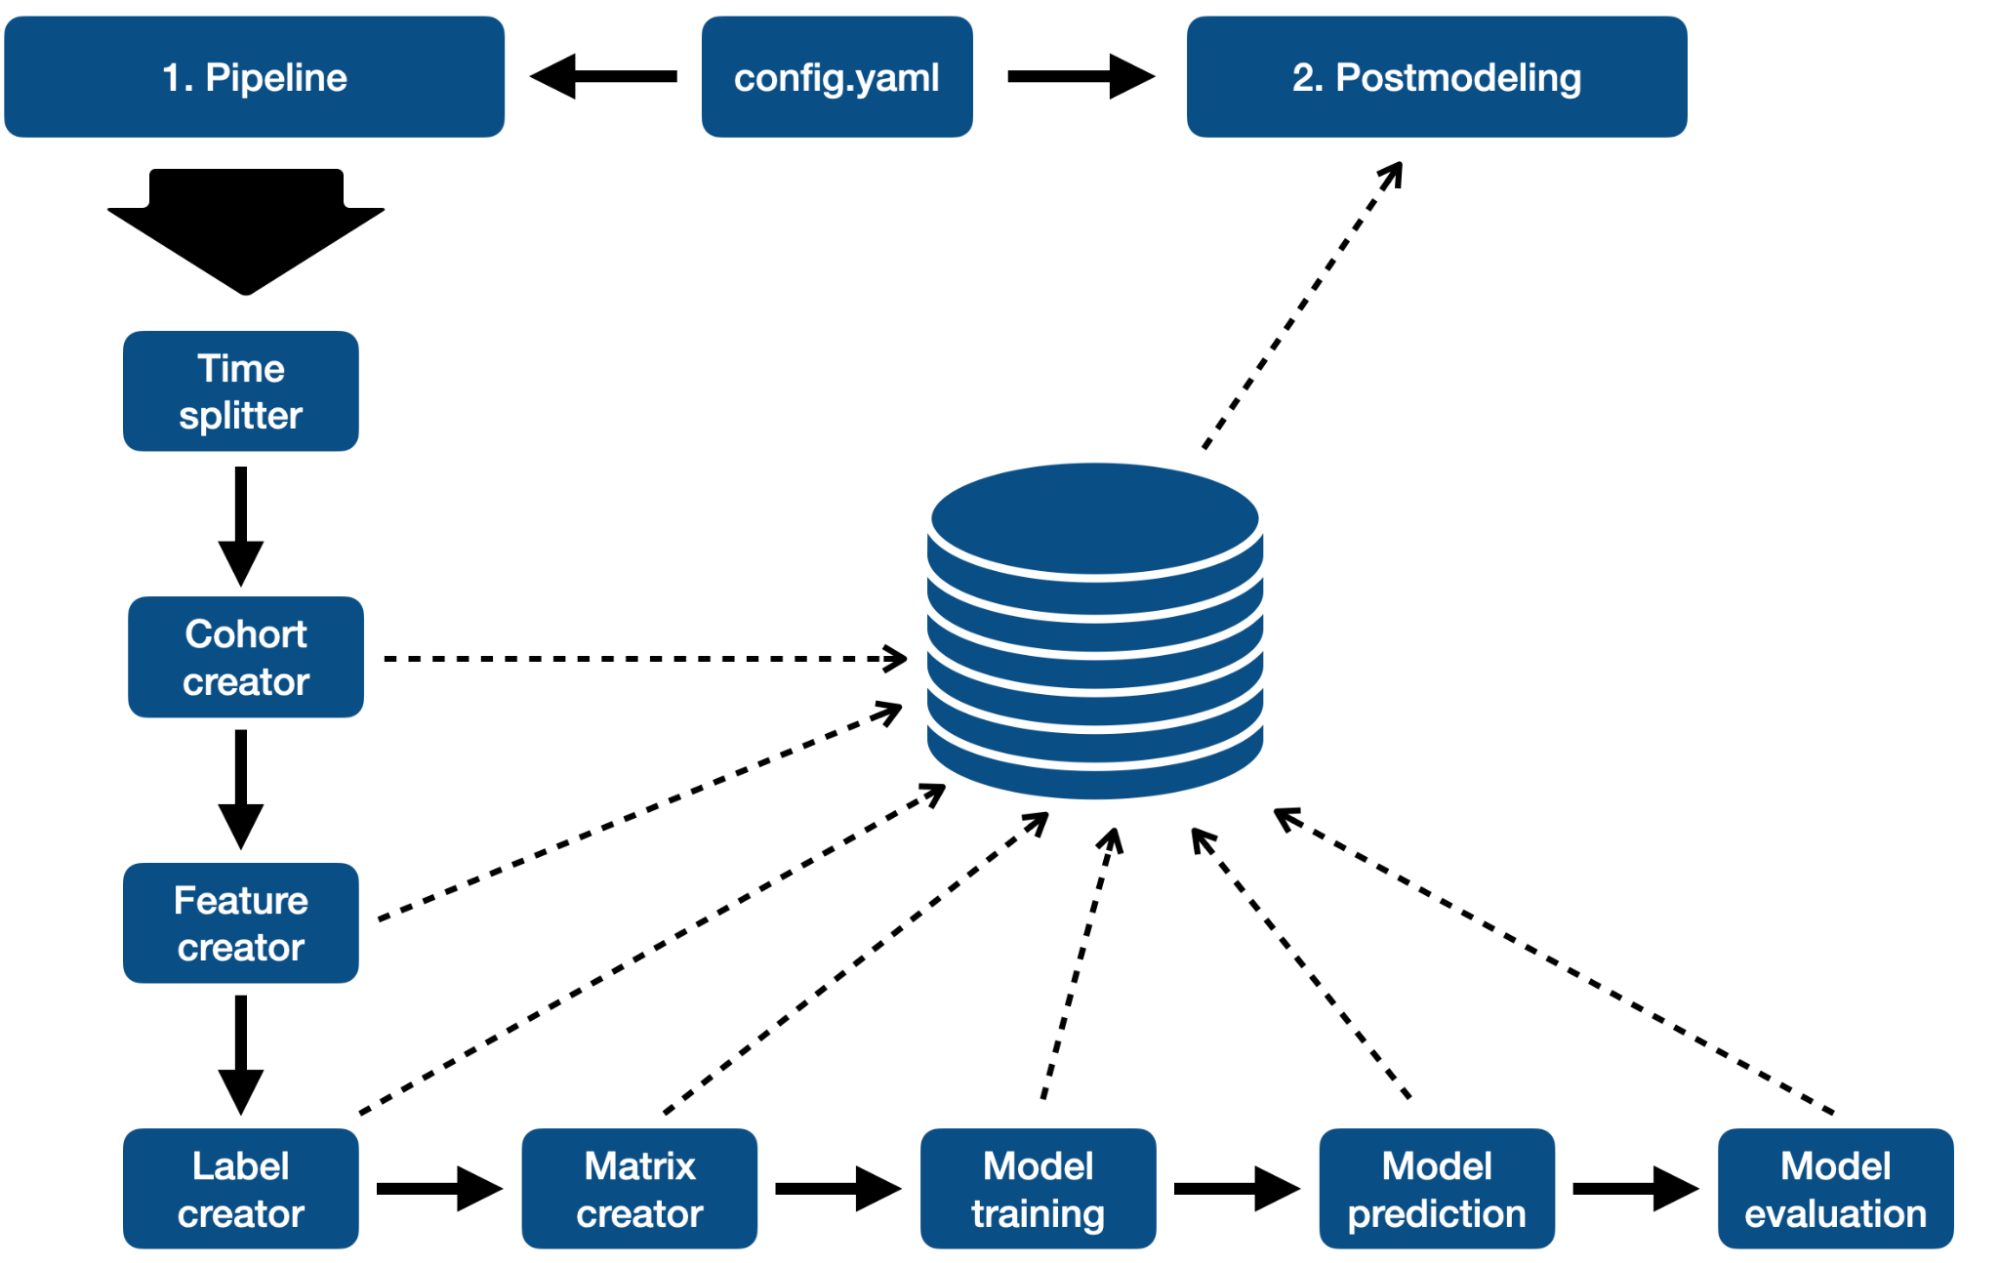 1. Pipeline
config.yaml
2. Postmodeling
Time
splitter
Cohort
creator
Feature
creator
Label
creator
Matrix
creator
Model
training
Model
prediction
Model
evaluation